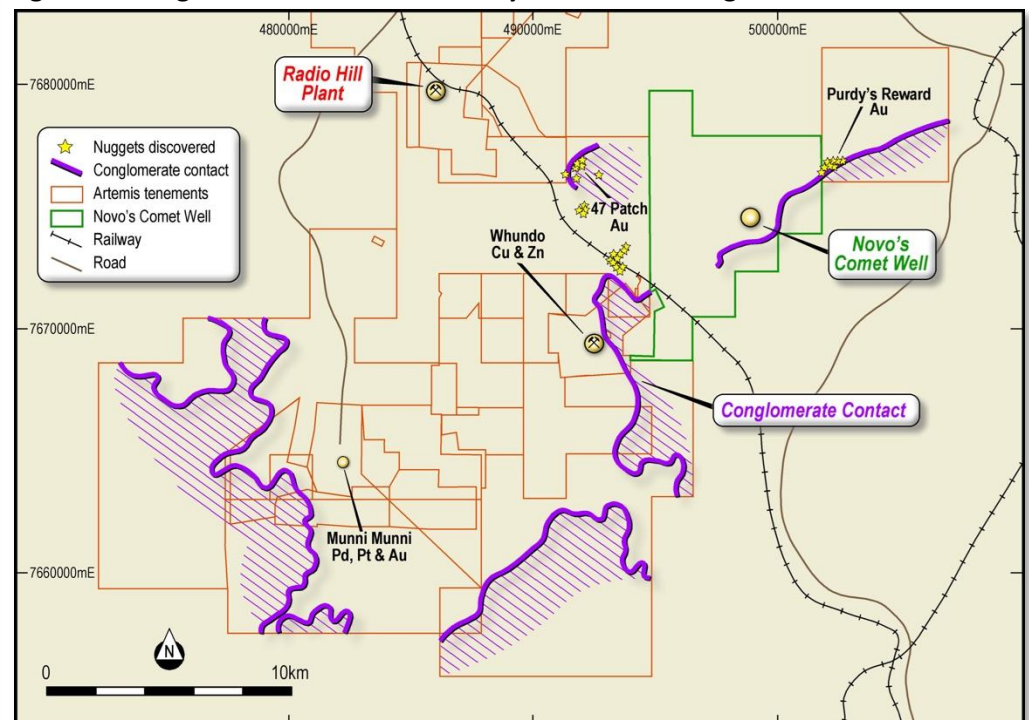 480000mE
490000mE
500000mE
7680000mE
Radio Hill
Plant
Purdy's Reward
Au
Nuggets discovered
Conglomerate contact
Artemis tenements
Novo's Comet Well
Railway
Road
47 Patch
Au
Whundo
Cu & Zn
Novo's
Comet Well
7670000mE
Conglomerate Contact
Munni Munni
Pd, Pt & Au
7660000mE
N
0
10km